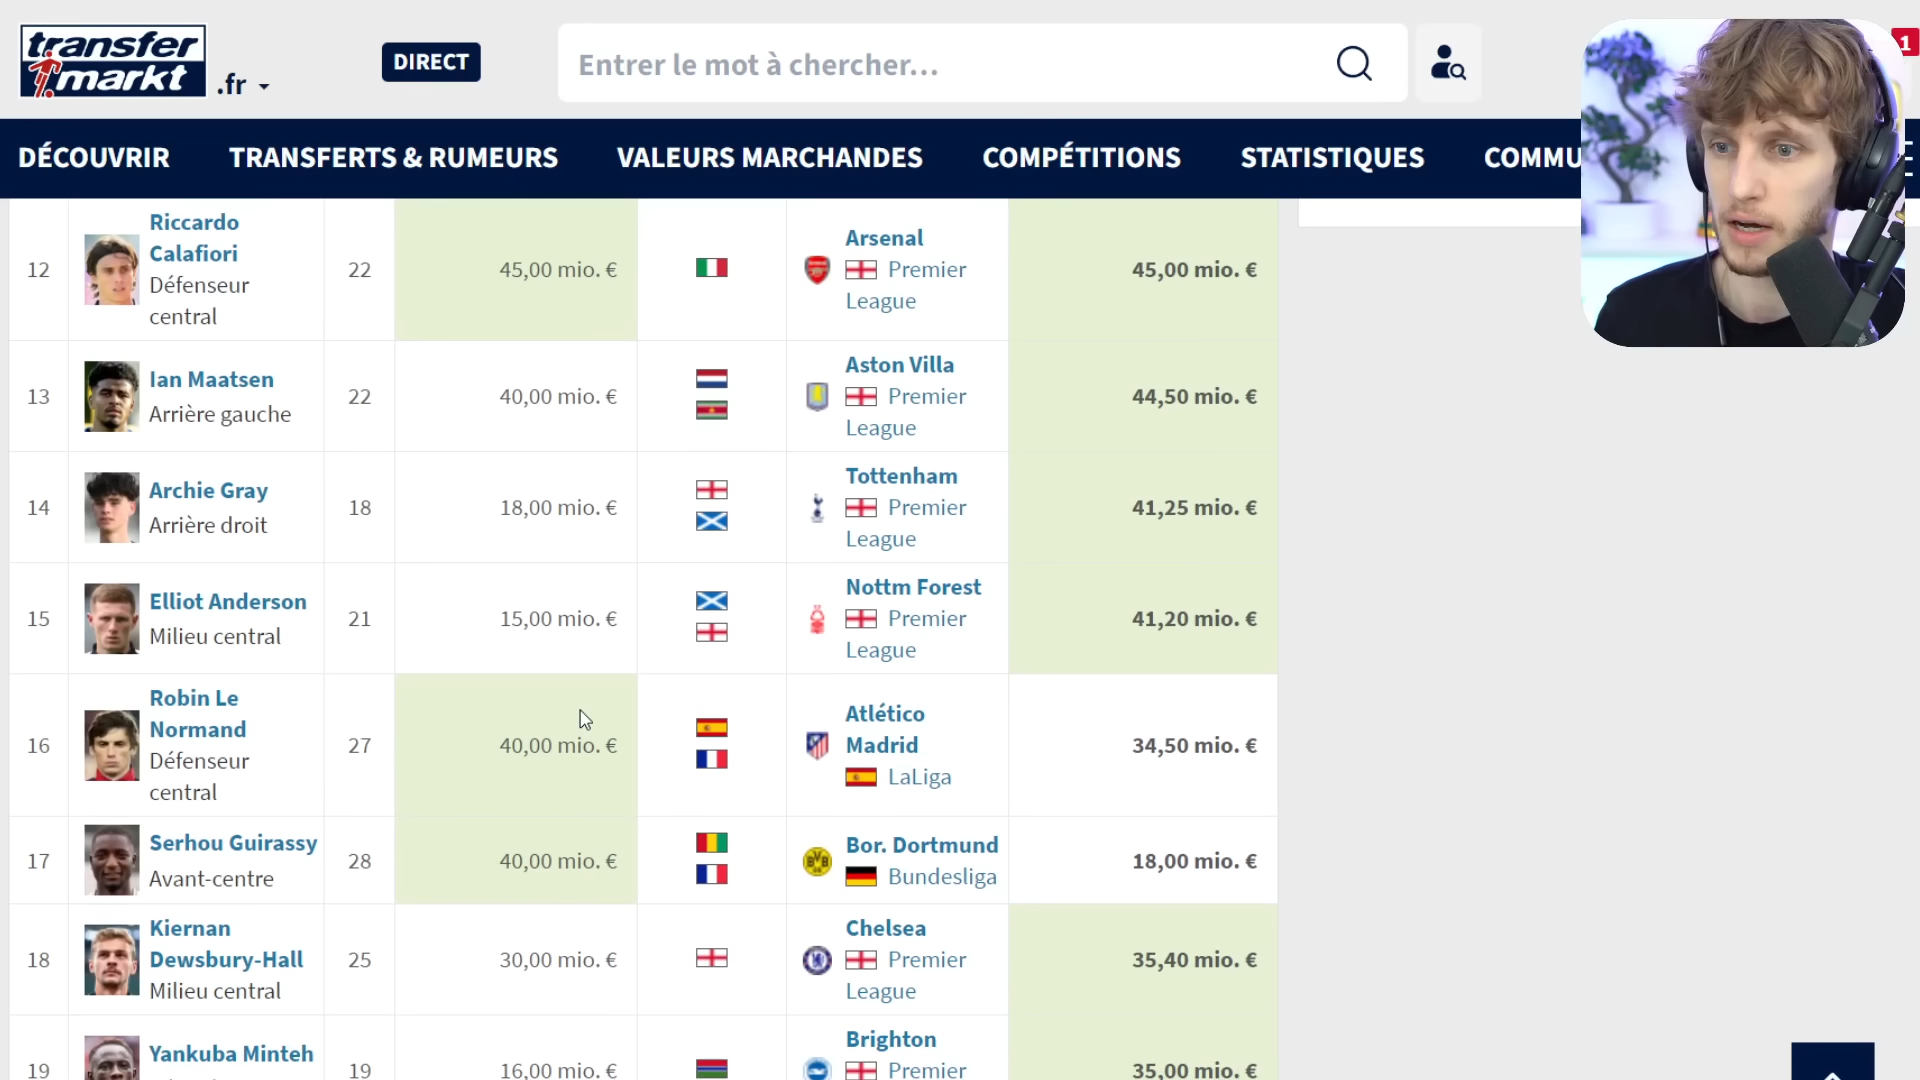 transfer
markt
.fr
DIRECT
Entrer le mot à chercher...
1
DÉCOUVRIR
TRANSFERTS & RUMEURS
VALEURS MARCHANDES
COMPÉTITIONS
STATISTIQUES
COMMU
12
Riccardo
Calafiori
Défenseur
central
22
45,00 mio. €
Arsenal
Premier
League
45,00 mio. €
13
Ian Maatsen
Arrière gauche
22
40,00 mio. €
Aston Villa
Premier
League
44,50 mio. €
14
Archie Gray
Arrière droit
18
18,00 mio. €
Tottenham
Premier
League
41,25 mio. €
15
Elliot Anderson
Milieu central
21
15,00 mio. €
Nottm Forest
Premier
League
41,20 mio. €
16
Robin Le
Normand
Défenseur
central
27
40,00 mio. €
Atlético
Madrid
LaLiga
34,50 mio. €
17
Serhou Guirassy
Avant-centre
28
40,00 mio. €
Bor. Dortmund
Bundesliga
18,00 mio. €
18
Kiernan
Dewsbury-Hall
Milieu central
25
30,00 mio. €
Chelsea
Premier
League
35,40 mio. €
19
Yankuba Minteh
19
16,00 mio. €
Brighton
Premier
35,00 mio. €